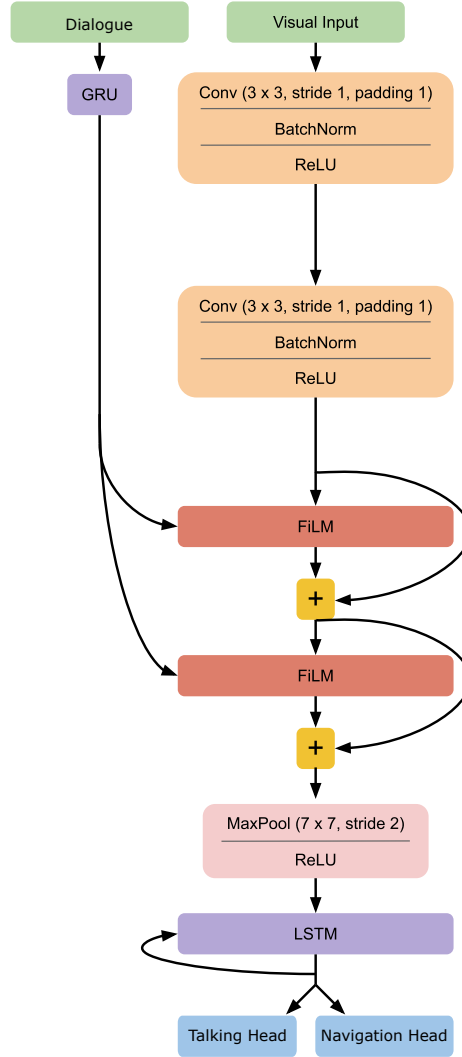 Dialogue
Visual Input
GRU
Conv (3 x 3, stride 1, padding 1)
BatchNorm
ReLU
Conv (3 x 3, stride 1, padding 1)
BatchNorm
ReLU
FiLM
+
FiLM
+
MaxPool (7 x 7, stride 2)
ReLU
LSTM
Talking Head
Navigation Head